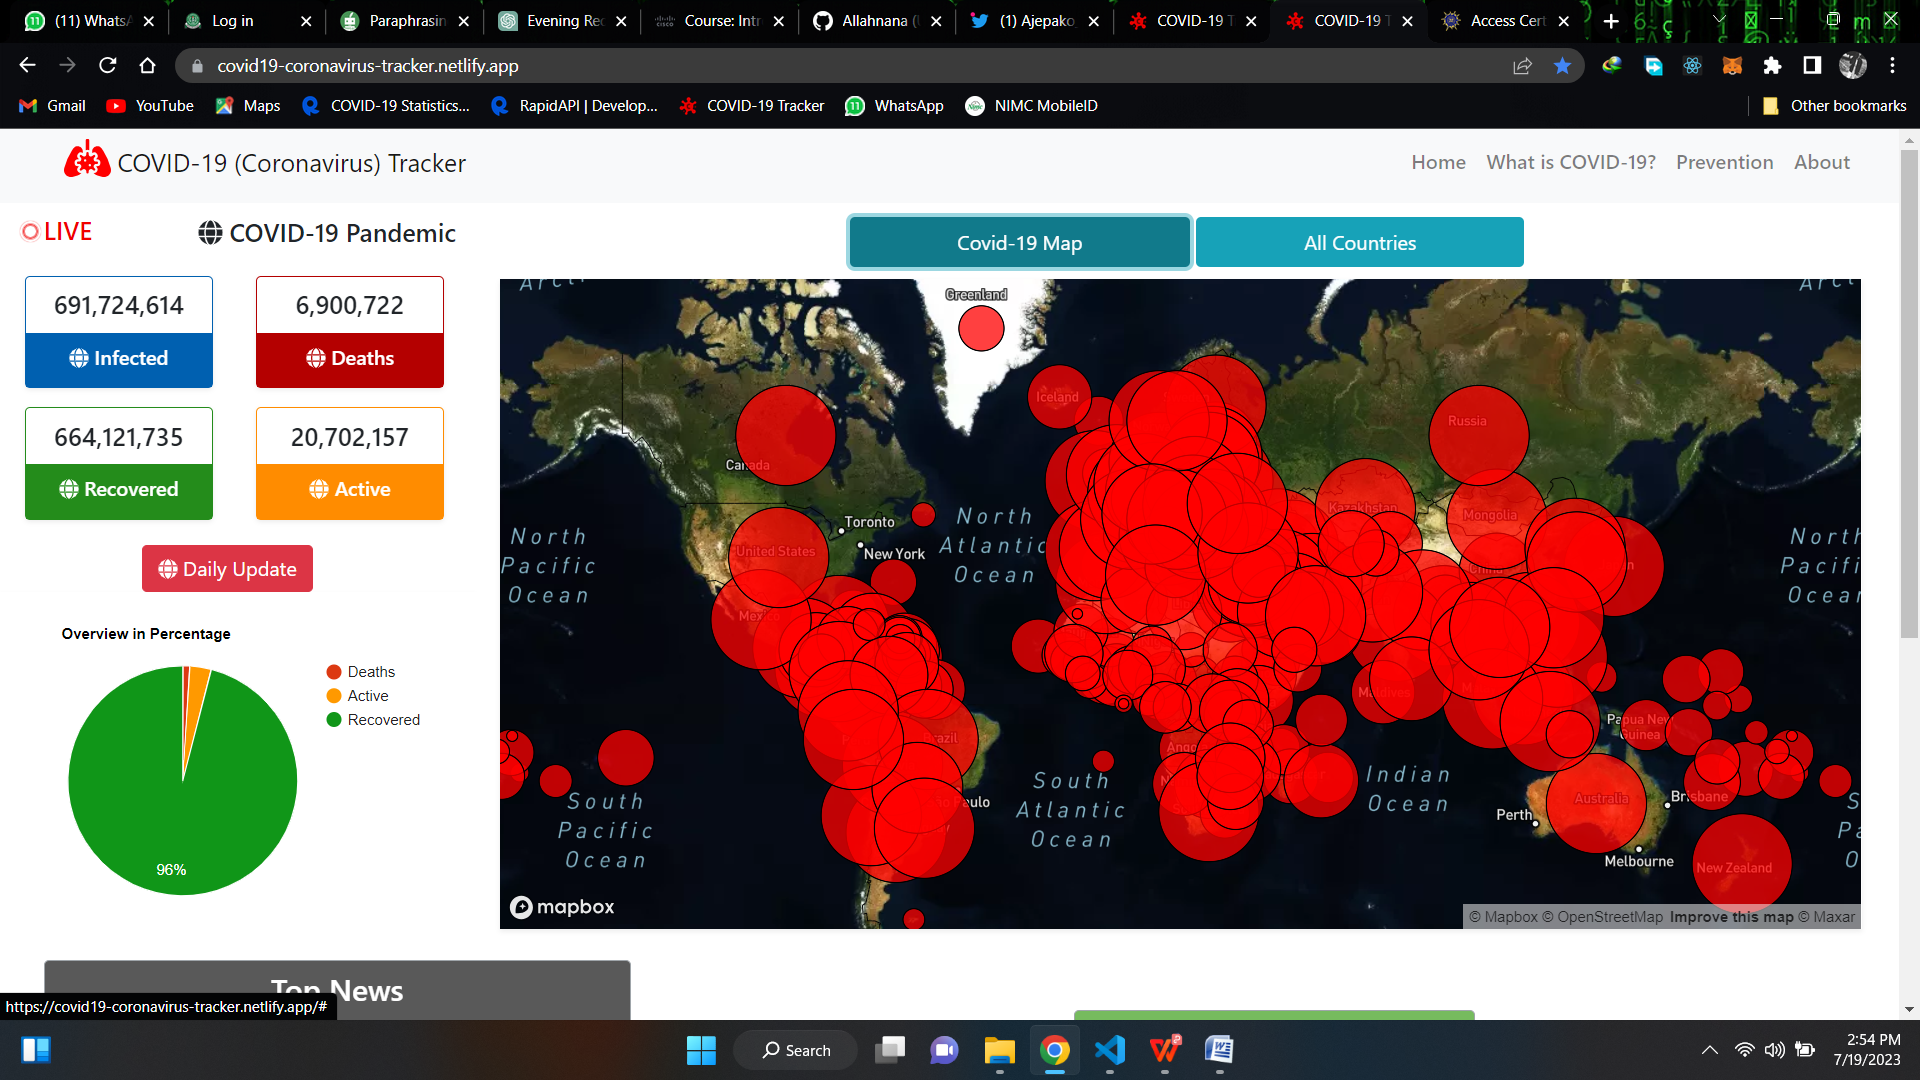 (11) Whats
Log in
Paraphrasin
Evening Rec
Course: Intr
Allahnana (
(1) Ajepako
COVID-19 T
COVID-19 T
Access Cert
covid19-coronavirus-tracker.netlify.app
Gmail
YouTube
Maps
COVID-19 Statistics...
RapidAPI | Develop...
COVID-19 Tracker
11
WhatsApp
NIMC MobileID
Other bookmarks
COVID-19 (Coronavirus) Tracker
Home
What is COVID-19?
Prevention
About
LIVE
COVID-19 Pandemic
691,724,614
Infected
6,900,722
Deaths
664,121,735
Recovered
20,702,157
Active
Daily Update
Overview in Percentage
Deaths
Active
Recovered
96%
Covid-19 Map
All Countries
Greenland
Iceland
Russia
Canada
Kazakhstan
Mongolia
Toronto
New York
United States
China
North
Pacific
Ocean
North
Atlantic
Ocean
North
Pacifi
Ocean
Mexico
Maldives
Papua New
Guinea
Brazil
Ango
South
Pacific
Ocean
South
Atlantic
Ocean
Indian
Ocean
Perth
Australia
Brisbane
Melbourne
New Zealand
mapbox
© Mapbox © OpenStreetMap Improve this map © Maxar
Top News
https://covid19-coronavirus-tracker.netlify.app/#
Search
2:54 PM
7/19/2023